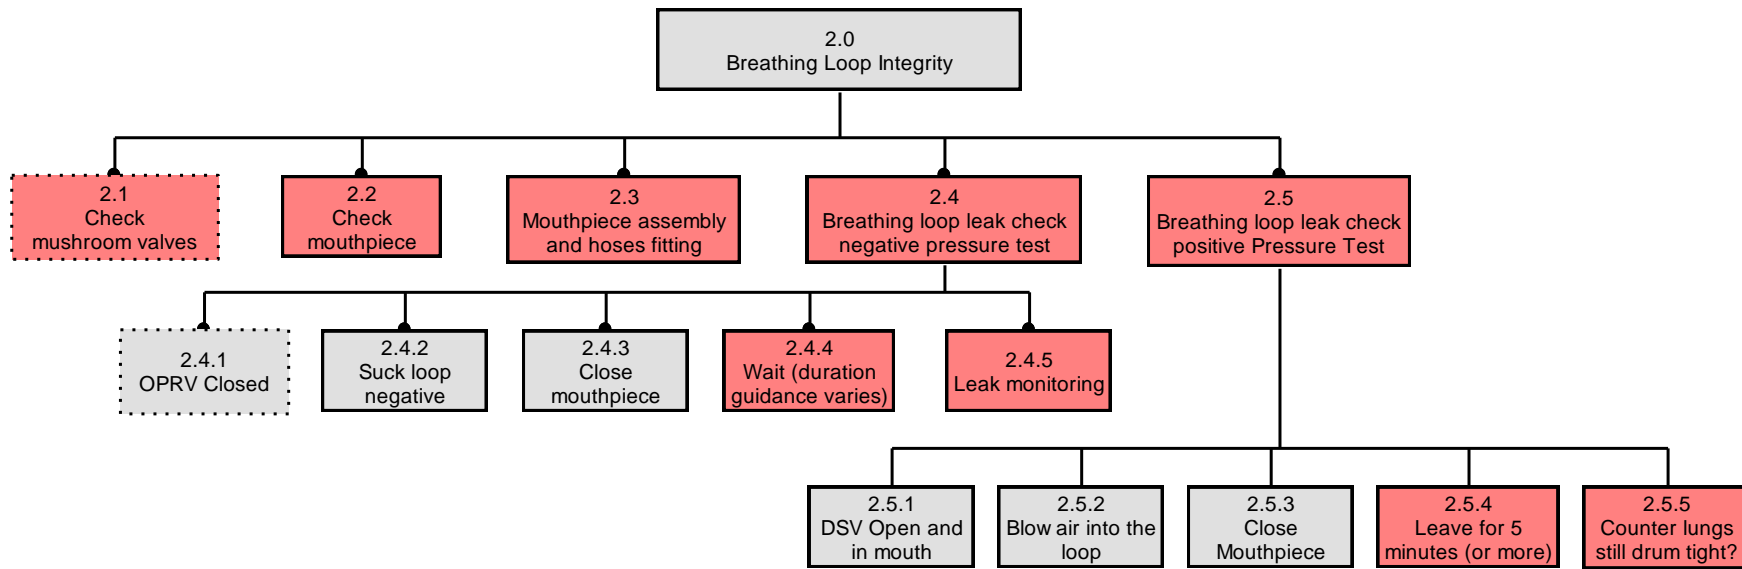 2.0
Breathing Loop Integrity
2.1
Check
mushroom valves
2.2
Check
mouthpiece
2.3
Mouthpiece assembly
and hoses fitting
2.4
Breathing loop leak check
negative pressure test
2.5
Breathing loop leak check
positive Pressure Test
2.4.1
OPRV Closed
2.4.2
Suck loop
negative
2.4.3
Close
mouthpiece
2.4.4
Wait (duration
guidance varies)
2.4.5
Leak monitoring
2.5.1
DSV Open and
in mouth
2.5.2
Blow air into the
loop
2.5.3
Close
Mouthpiece
2.5.4
Leave for 5
minutes (or more)
2.5.5
Counter lungs
still drum tight?